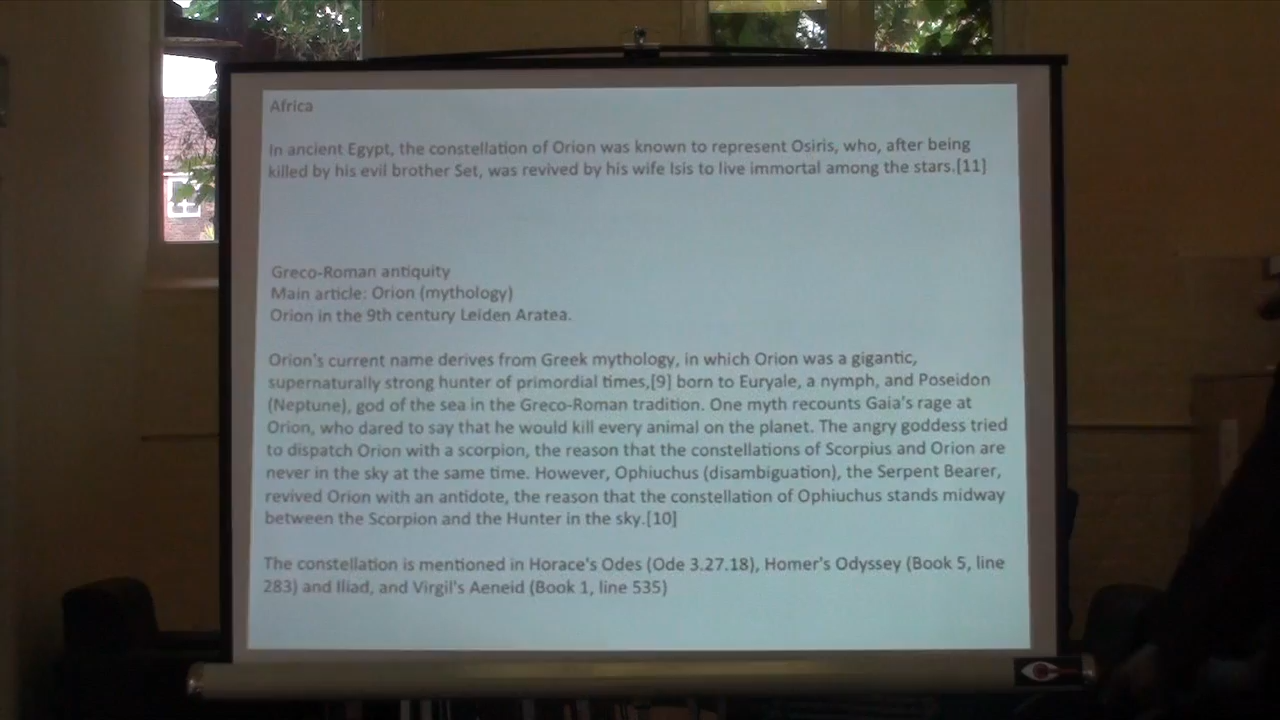 Africa
In ancient Egypt, the constellation of Orion was known to represent Osiris, who, after being
killed by his evil brother Set, was revived by his wife Isis to live immortal among the stars.[11]
Greco-Roman antiquity
Main article: Orion (mythology)
Orion in the 9th century Leiden Aratea.
Orion's current name derives from Greek mythology, in which Orion was a gigantic,
supernaturally strong hunter of primordial times,[9] born to Euryale, a nymph, and Poseidon
(Neptune), god of the sea in the Greco-Roman tradition. One myth recounts Gaia's rage at
Orion, who dared to say that he would kill every animal on the planet. The angry goddess tried
to dispatch Orion with a scorpion, the reason that the constellations of Scorpius and Orion are
never in the sky at the same time. However, Ophiuchus (disambiguation), the Serpent Bearer,
revived Orion with an antidote, the reason that the constellation of Ophiuchus stands midway
between the Scorpion and the Hunter in the sky.[10]
The constellation is mentioned in Horace's Odes (Ode 3.27.18), Homer's Odyssey (Book 5, line
283) and Iliad, and Virgil's Aeneid (Book 1, line 535)